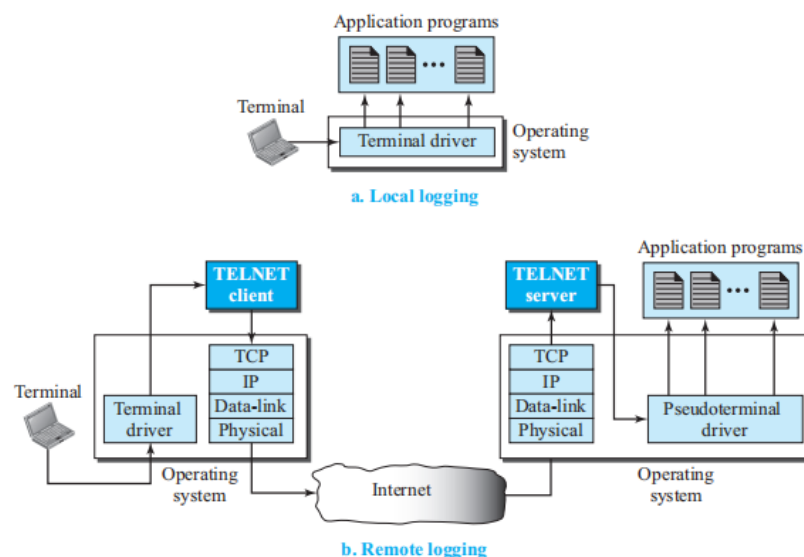 Application programs
Terminal
Terminal driver
Operating
system
a. Local logging
Application programs
TELNET
client
TELNET
server
Terminal
Terminal
driver
TCP
IP
Data-link
Physical
Operating
system
Internet
TCP
IP
Data-link
Physical
Pseudoterminal
driver
Operating
system
b. Remote logging